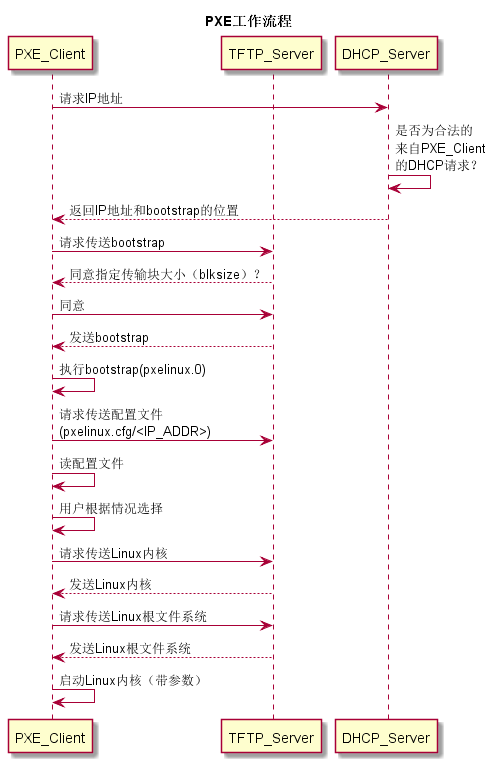 PXE工作流程
PXE_Client
TFTP_Server
DHCP_Server
请求IP地址
是否为合法的
来自PXE_Client
的DHCP请求?
返回IP地址和bootstrap的位置
请求传送bootstrap
同意指定传输块大小（blksize）?
同意
发送bootstrap
执行bootstrap(pxelinux.0)
请求传送配置文件
(pxelinux.cfg/<IP_ADDR>)
读配置文件
用户根据情况选择
请求传送Linux内核
发送Linux内核
请求传送Linux根文件系统
发送Linux根文件系统
启动Linux内核（带参数）
PXE_Client
TFTP_Server
DHCP_Server